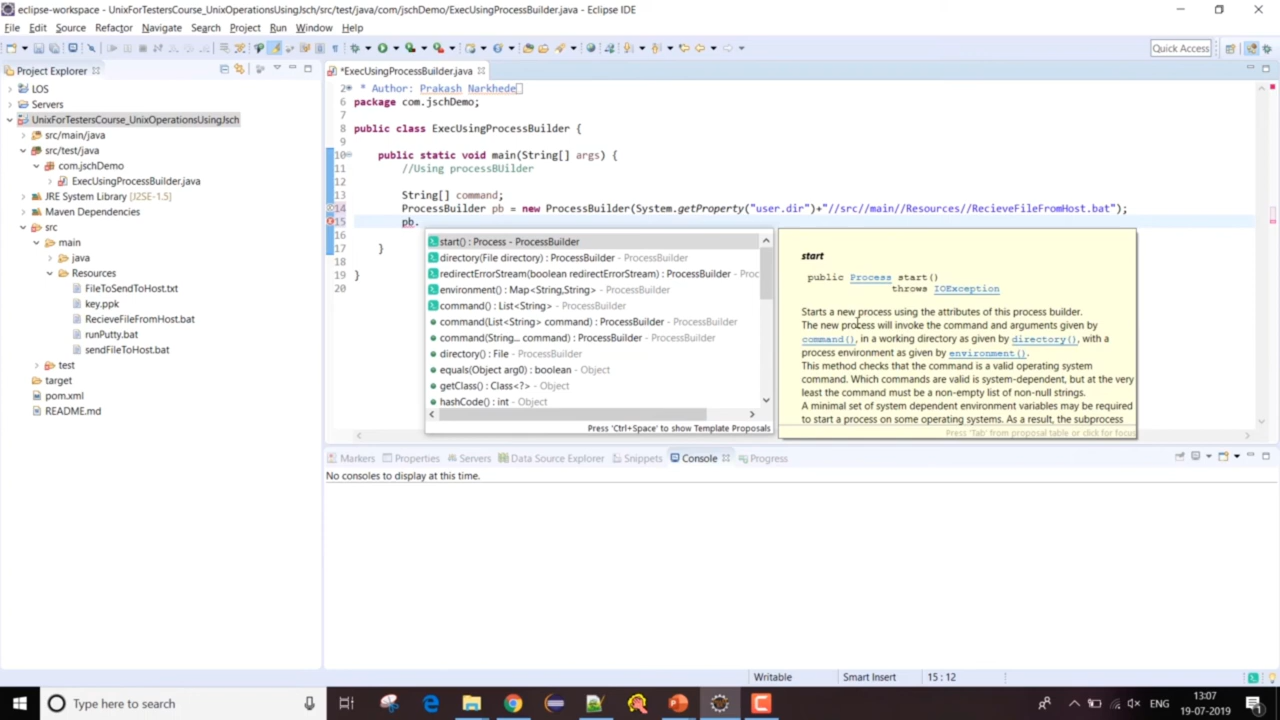 eclipse-workspace - UnixForTestersCourse_UnixOperationsUsingJsch/src/test/java/com/jschDemo/ExecUsingProcessBuilder.java - Eclipse IDE
File Edit Source Refactor Navigate Search Project Run Window Help
Quick Access
Project Explorer
LOS
Servers
UnixForTestersCourse_UnixOperationsUsingJsch
src/main/java
src/test/java
com.jschDemo
ExecUsingProcessBuilder.java
JRE System Library [J2SE-1.5]
Maven Dependencies
src
main
java
Resources
FileToSendToHost.txt
key.ppk
RecieveFileFromHost.bat
runPutty.bat
sendFileToHost.bat
test
target
pom.xml
README.md
*ExecUsingProcessBuilder.java
2 * Author: Prakash Narkhede
6 package com.jschDemo;
7
8 public class ExecUsingProcessBuilder {
9
10 public static void main(String[] args) {
11 //Using processBUilder
12
13 String[] command;
14 ProcessBuilder pb = new ProcessBuilder(System.getProperty("user.dir")+"//src//main//Resources//RecieveFileFromHost.bat");
15 pb.
16
17 }
18
19 }
20
start() : Process - ProcessBuilder
directory(File directory) : ProcessBuilder - ProcessBuilder
redirectErrorStream(boolean redirectErrorStream) : ProcessBuilder - Proc
environment() : Map<String,String> - ProcessBuilder
command() : List<String> - ProcessBuilder
command(List<String> command) : ProcessBuilder - ProcessBuilder
command(String... command) : ProcessBuilder - ProcessBuilder
directory() : File - ProcessBuilder
equals(Object arg0) : boolean - Object
getClass() : Class<?> - Object
hashCode() : int - Object
Press 'Ctrl+Space' to show Template Proposals
start
public Process start()
throws IOException
Starts a new process using the attributes of this process builder.
The new process will invoke the command and arguments given by
command(), in a working directory as given by directory(), with a
process environment as given by environment().
This method checks that the command is a valid operating system
command. Which commands are valid is system-dependent, but at the very
least the command must be a non-empty list of non-null strings.
A minimal set of system dependent environment variables may be required
to start a process on some operating systems. As a result, the subprocess
Press 'Tab' from proposal table or click for focus
Markers Properties Servers Data Source Explorer Snippets Console Progress
No consoles to display at this time.
Writable Smart Insert 15 : 12
Type here to search
ENG
13:07
19-07-2019
1